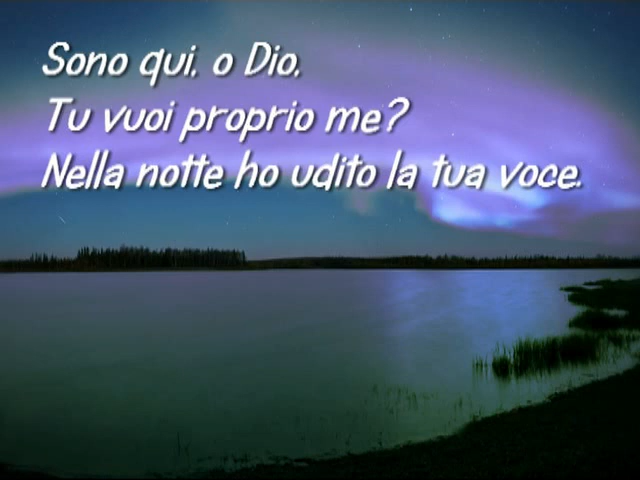 Sono qui, o Dio,
Tu vuoi proprio me?
Nella notte ho udito la tua voce.